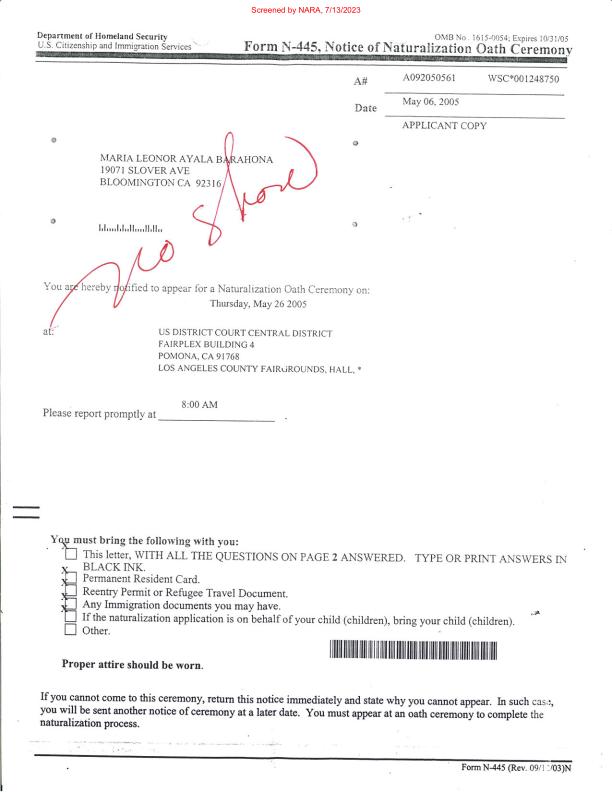 Screened by NARA, 7/13/2023
Department of Homeland Security
U.S. Citizenship and Immigration Services
OMB No. 1615-0054; Expires 10/31/05
Form N-445, Notice of Naturalization Oath Ceremony
A# A092050561 WSC*001248750
Date May 06, 2005
APPLICANT COPY
MARIA LEONOR AYALA BARAHONA
19071 SLOVER AVE
BLOOMINGTON CA 92316
no show
You are hereby notified to appear for a Naturalization Oath Ceremony on:
Thursday, May 26 2005
at: US DISTRICT COURT CENTRAL DISTRICT
FAIRPLEX BUILDING 4
POMONA, CA 91768
LOS ANGELES COUNTY FAIRGROUNDS, HALL, *
8:00 AM
Please report promptly at
You must bring the following with you:
X This letter, WITH ALL THE QUESTIONS ON PAGE 2 ANSWERED. TYPE OR PRINT ANSWERS IN
BLACK INK.
X Permanent Resident Card.
X Reentry Permit or Refugee Travel Document.
X Any Immigration documents you may have.
If the naturalization application is on behalf of your child (children), bring your child (children).
Other.
Proper attire should be worn.
If you cannot come to this ceremony, return this notice immediately and state why you cannot appear. In such case,
you will be sent another notice of ceremony at a later date. You must appear at an oath ceremony to complete the
naturalization process.
Form N-445 (Rev. 09/1 /03)N